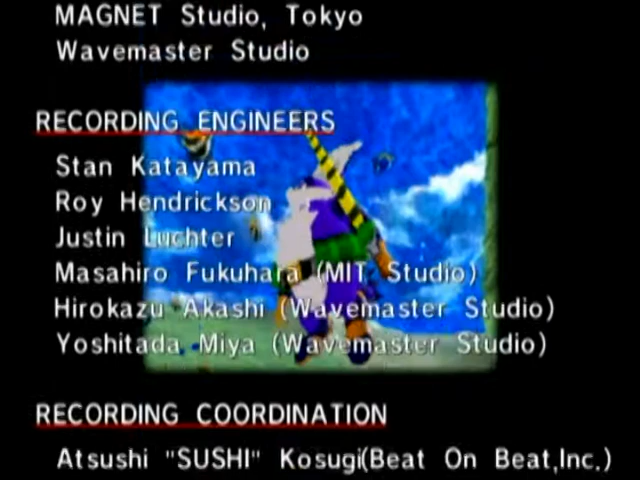 MAGNET Studio, Tokyo
Wavemaster Studio
RECORDING ENGINEERS
Stan Katayama
Roy Hendrickson
Justin Luchter
Masahiro Fukuhara (MIT Studio)
Hirokazu Akashi (Wavemaster Studio)
Yoshitada Miya (Wavemaster Studio)
RECORDING COORDINATION
Atsushi "SUSHI" Kosugi(Beat On Beat,Inc.)